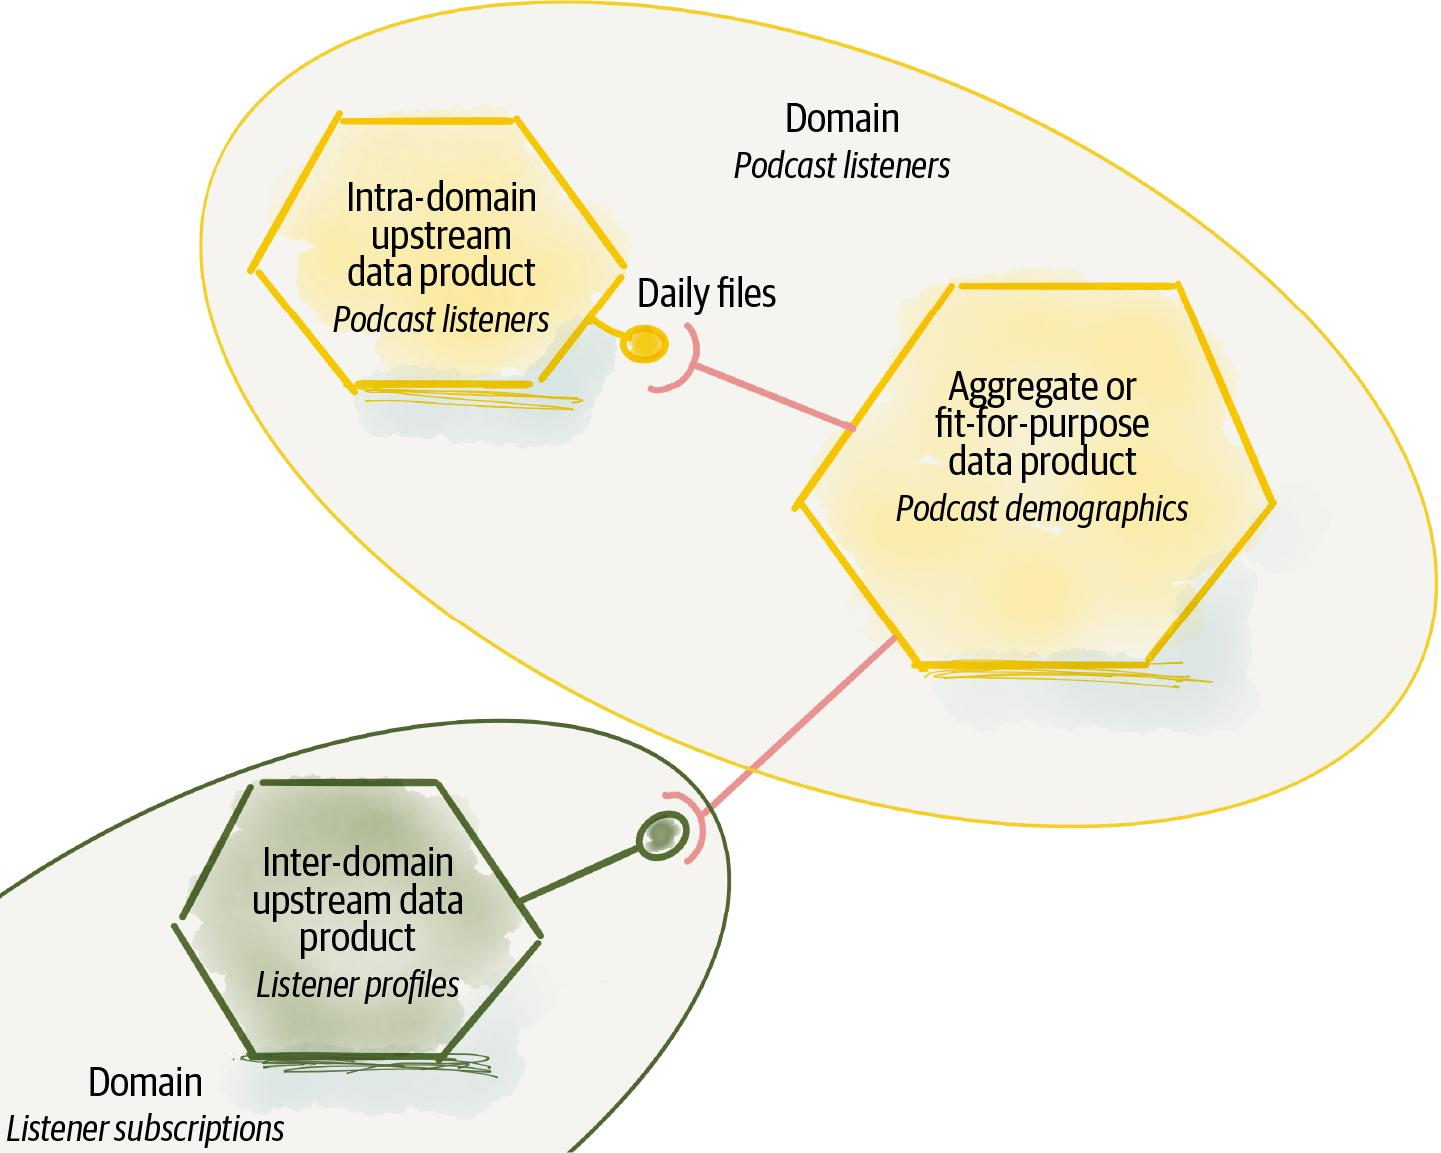 Domain
Podcast listeners
Intra-domain
upstream
data product
Podcast listeners
Daily files
Aggregate or
fit-for-purpose
data product
Podcast demographics
Inter-domain
upstream data
product
Listener profiles
Domain
Listener subscriptions